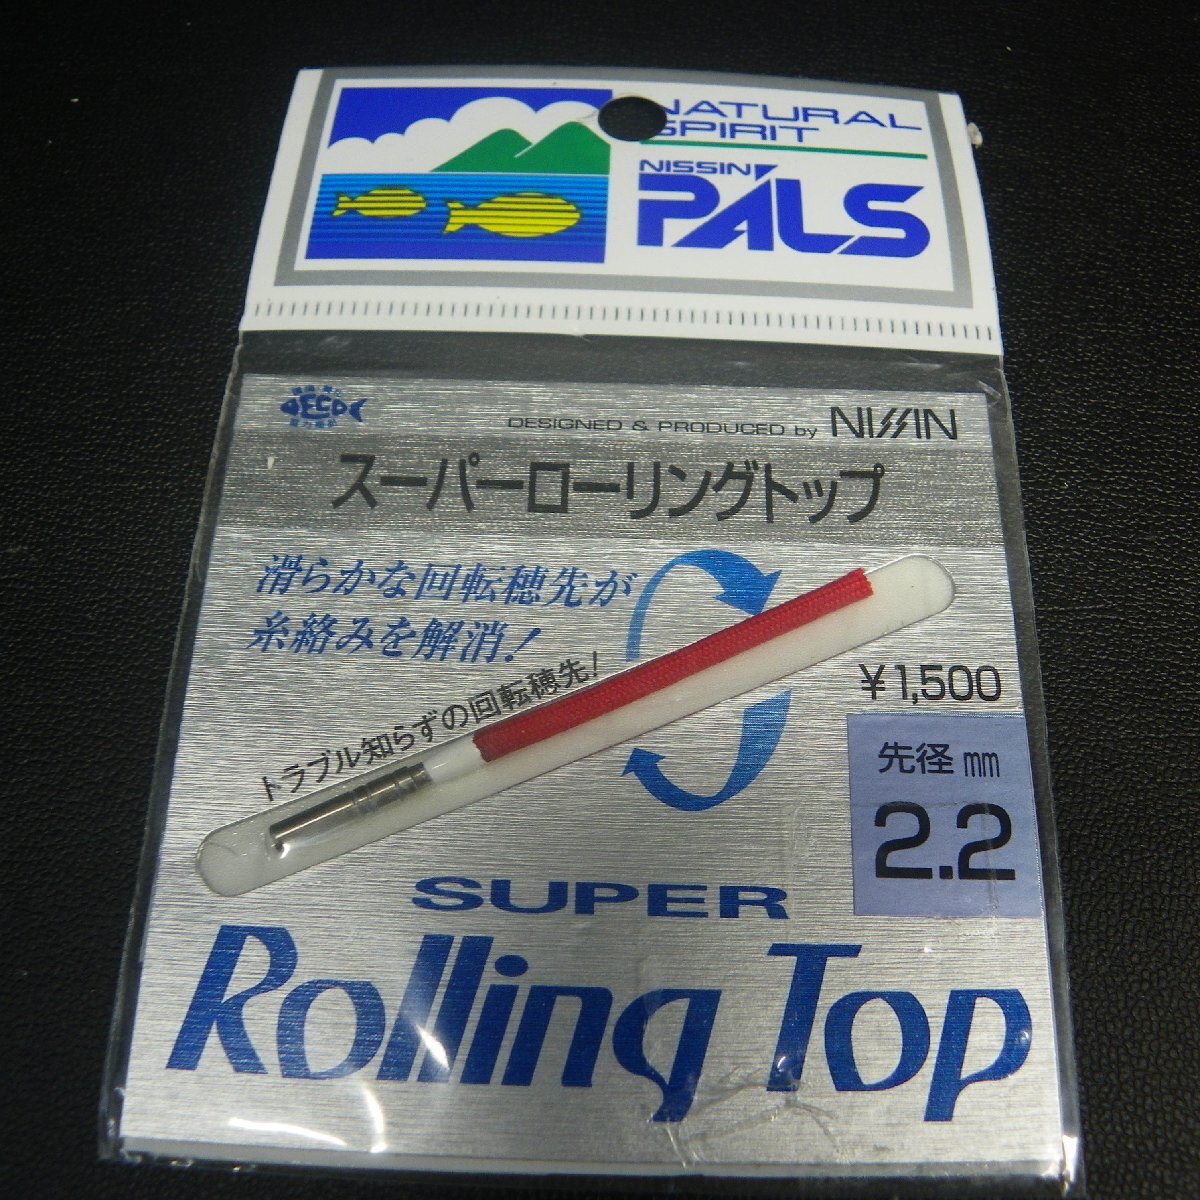 NATURAL
SPIRIT
NISSIN
PALS
ECD
DESIGNED & PRODUCED by NISSIN
スーパーローリングトップ
滑らかな回転穂先が
糸絡みを解消!
トラブル知らずの回転穂先!
¥1,500
先径 mm
2.2
SUPER
Rolling Top